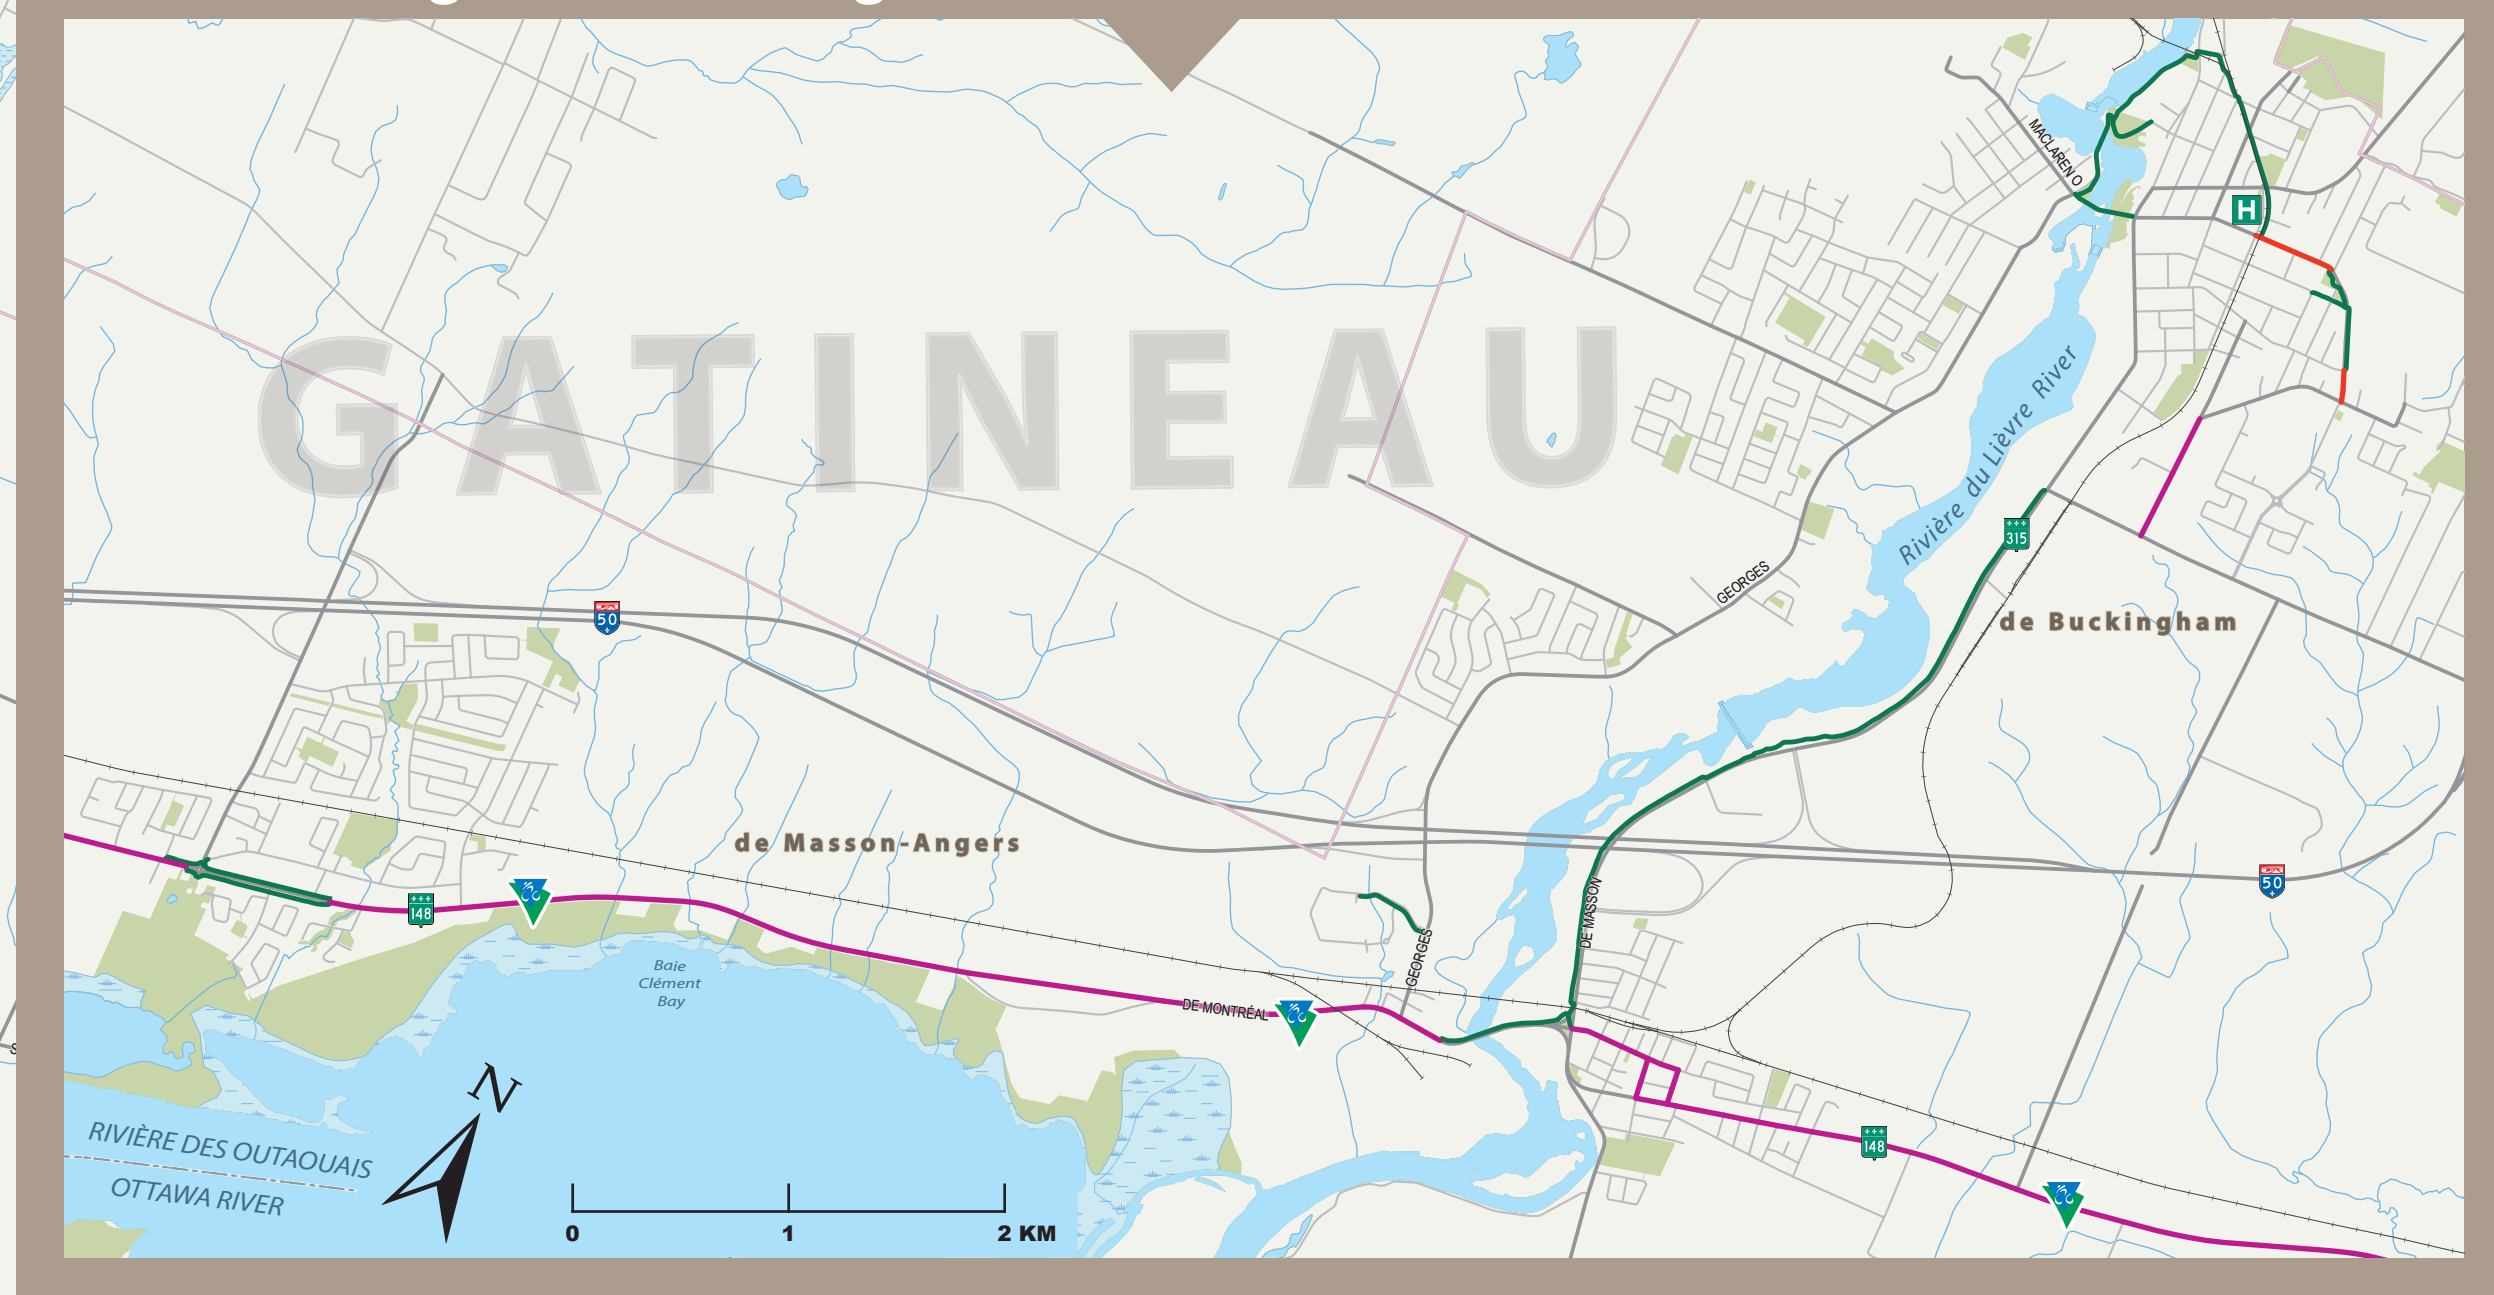 MACLAREN O
H
GATINEAU
Rivière du Lièvre River
315
GEORGES
50
de Buckingham
de Masson-Angers
50
148
DE MASSON
GEORGES
Baie
Clément
Bay
DE MONTRÉAL
N
RIVIÈRE DES OUTAOUAIS
OTTAWA RIVER
148
0 1 2 KM